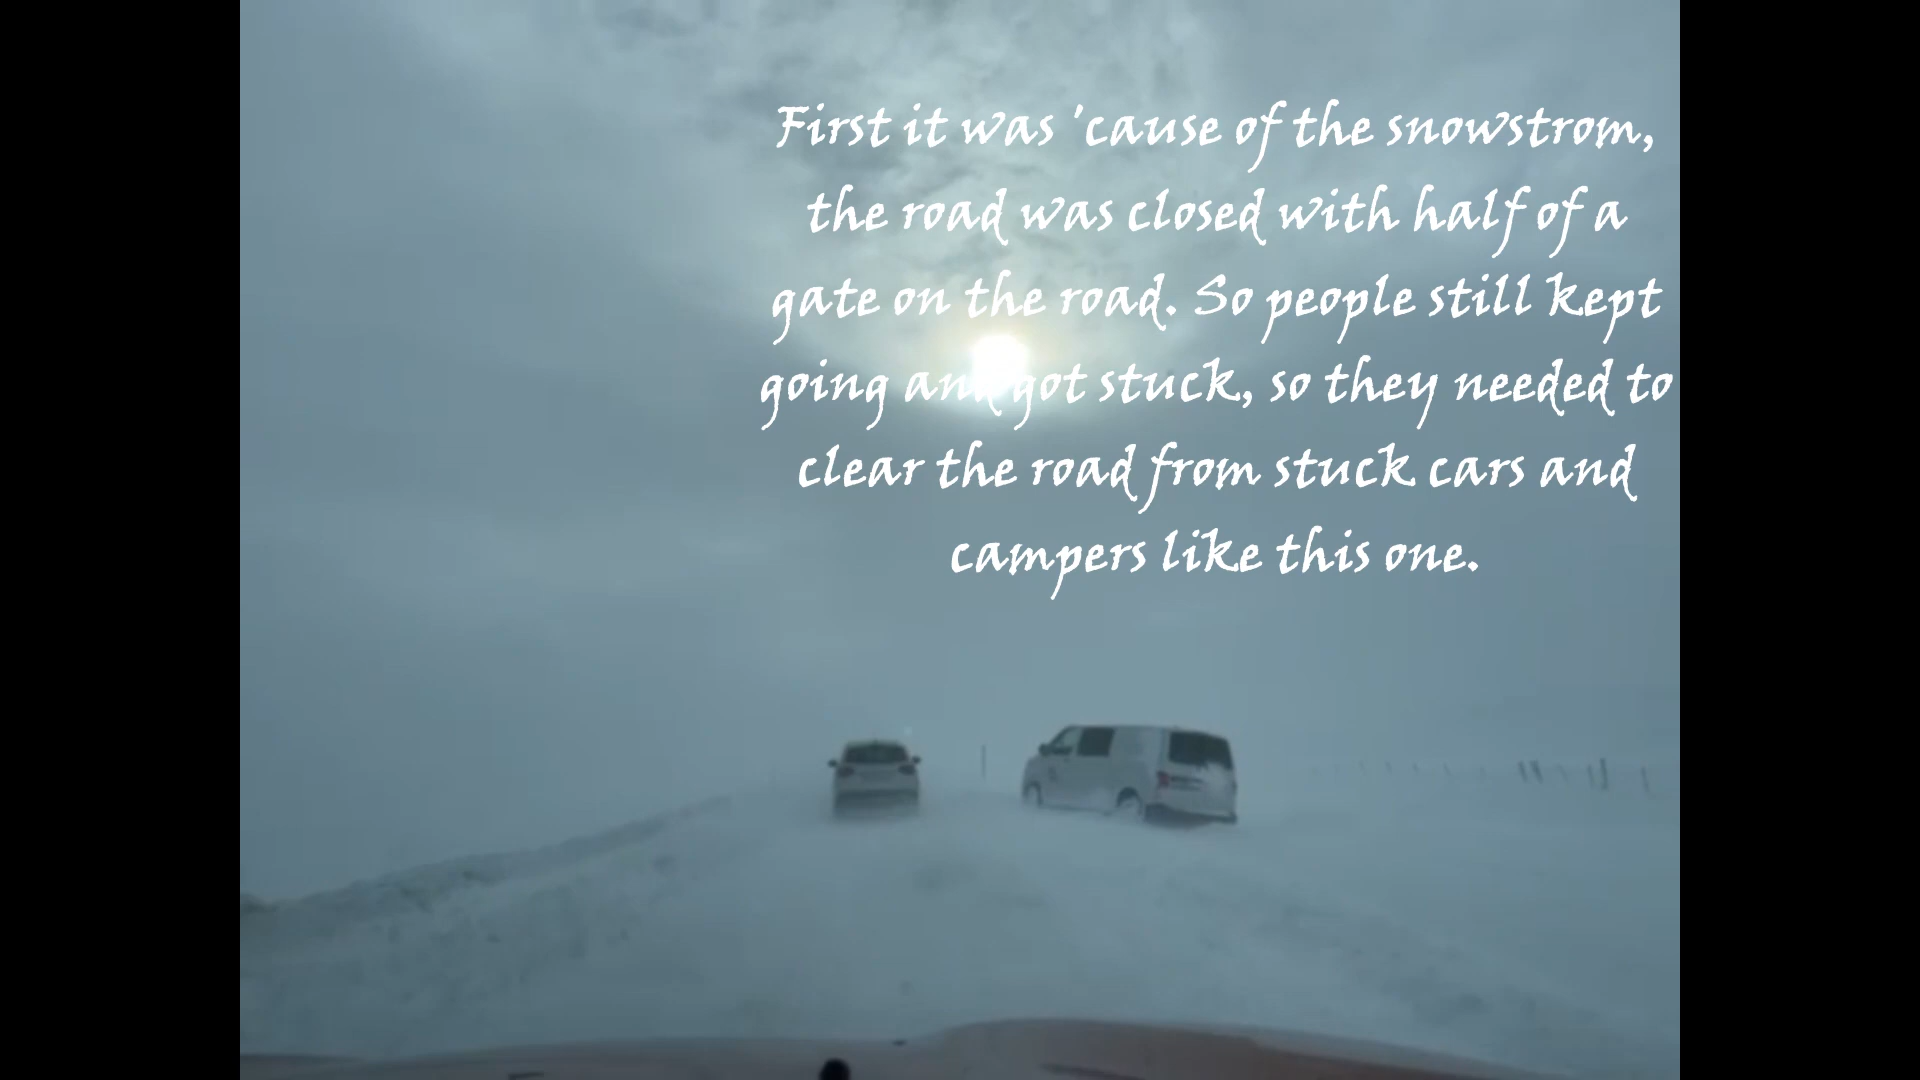 First it was 'cause of the snowstrom,
the road was closed with half of a
gate on the road. So people still kept
going and got stuck, so they needed to
clear the road from stuck cars and
campers like this one.